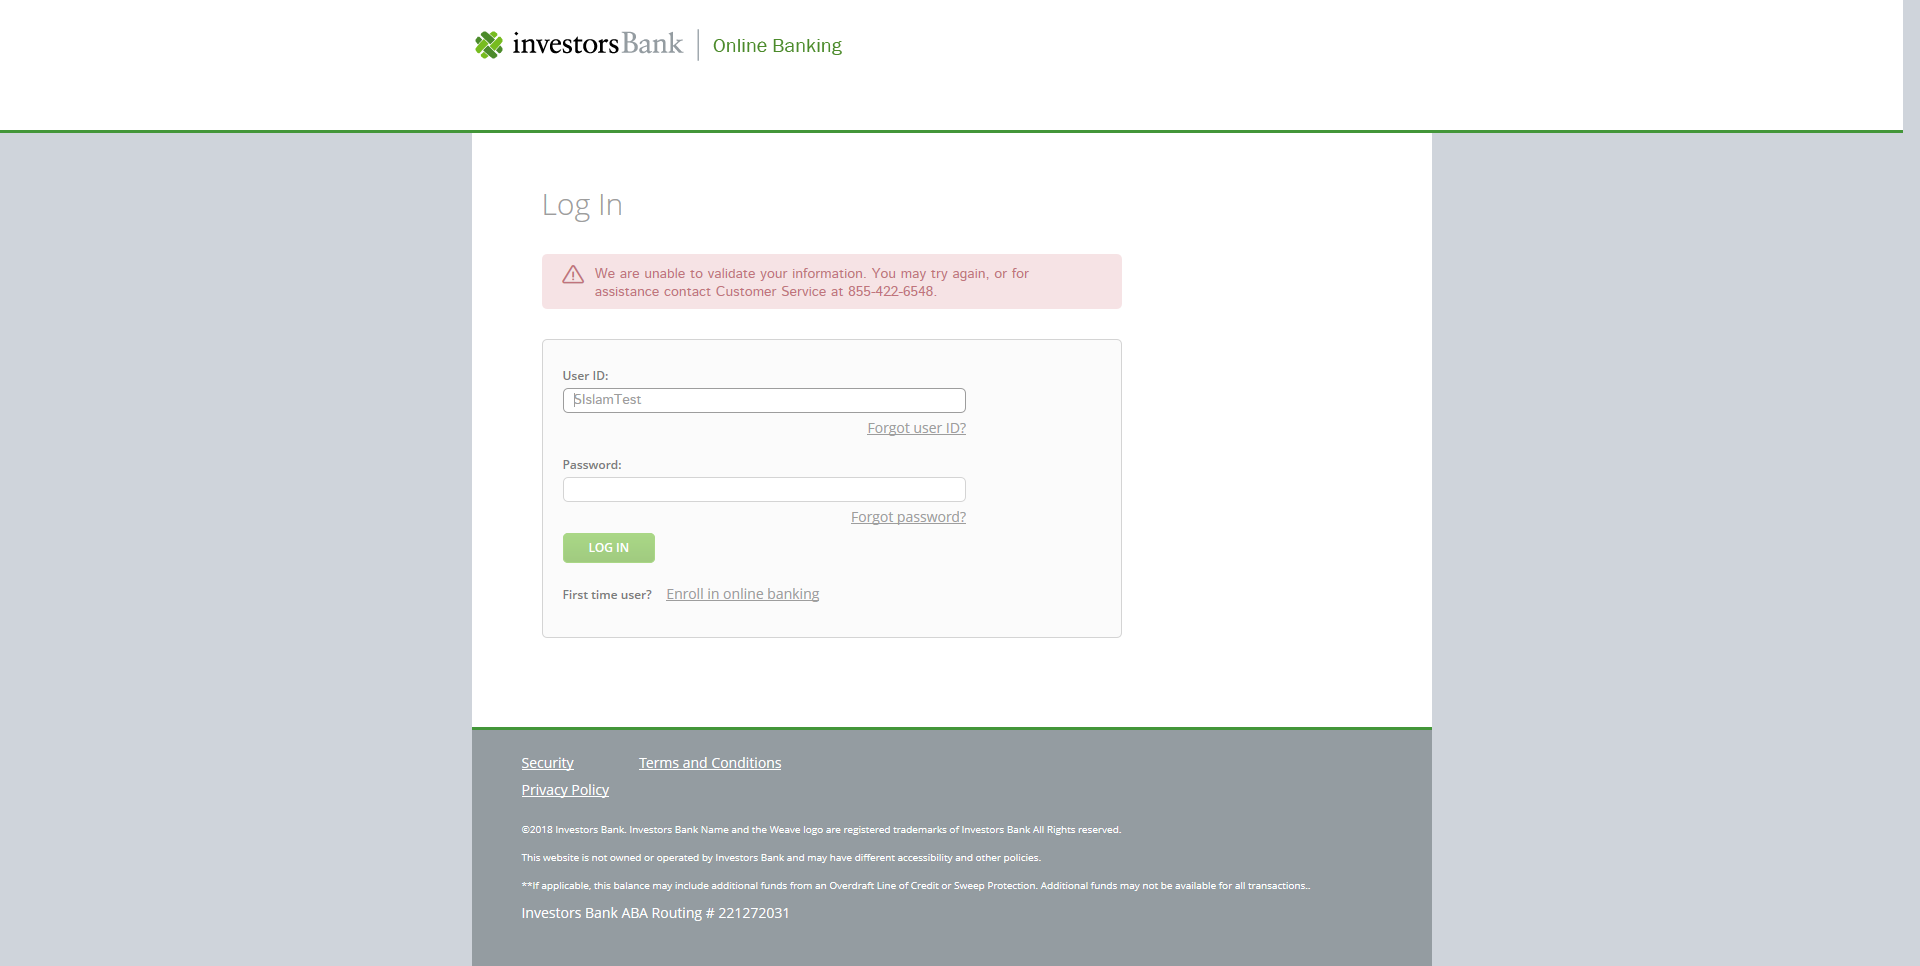 investorsBank | Online Banking
Log In
We are unable to validate your information. You may try again, or for
assistance contact Customer Service at 855-422-6548.
User ID:
SIslamTest
Forgot user ID?
Password:
Forgot password?
LOG IN
First time user? Enroll in online banking
Security Terms and Conditions
Privacy Policy
©2018 Investors Bank. Investors Bank Name and the Weave logo are registered trademarks of Investors Bank All Rights reserved.
This website is not owned or operated by Investors Bank and may have different accessibility and other policies.
**If applicable, this balance may include additional funds from an Overdraft Line of Credit or Sweep Protection. Additional funds may not be available for all transactions..
Investors Bank ABA Routing # 221272031